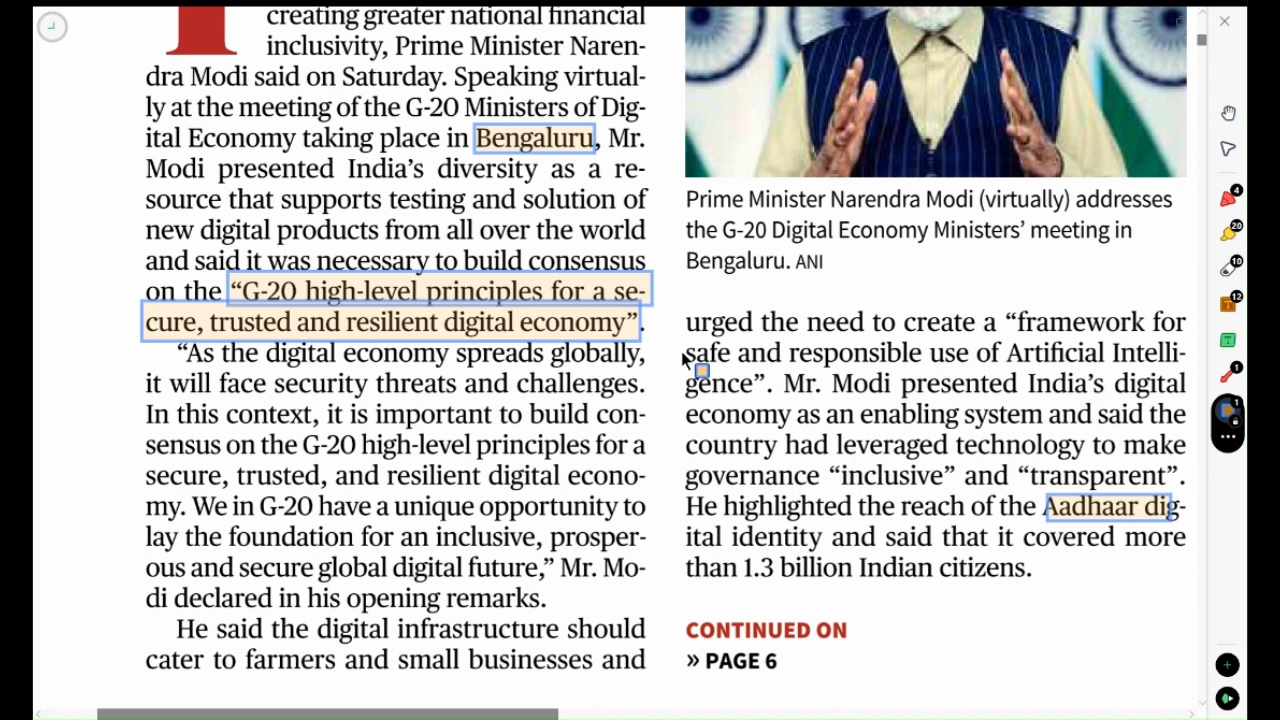 creating greater national financial
inclusivity, Prime Minister Naren-
dra Modi said on Saturday. Speaking virtual-
ly at the meeting of the G-20 Ministers of Dig-
ital Economy taking place in Bengaluru, Mr.
Modi presented India’s diversity as a re-
source that supports testing and solution of
new digital products from all over the world
and said it was necessary to build consensus
on the “G-20 high-level principles for a se-
cure, trusted and resilient digital economy”.
“As the digital economy spreads globally,
it will face security threats and challenges.
In this context, it is important to build con-
sensus on the G-20 high-level principles for a
secure, trusted, and resilient digital econo-
my. We in G-20 have a unique opportunity to
lay the foundation for an inclusive, prosper-
ous and secure global digital future,” Mr. Mo-
di declared in his opening remarks.
He said the digital infrastructure should
cater to farmers and small businesses and
Prime Minister Narendra Modi (virtually) addresses
the G-20 Digital Economy Ministers’ meeting in
Bengaluru. ANI
urged the need to create a “framework for
safe and responsible use of Artificial Intelli-
gence”. Mr. Modi presented India’s digital
economy as an enabling system and said the
country had leveraged technology to make
governance “inclusive” and “transparent”.
He highlighted the reach of the Aadhaar dig-
ital identity and said that it covered more
than 1.3 billion Indian citizens.
CONTINUED ON
» PAGE 6
4
20
10
12
T
T
1
1